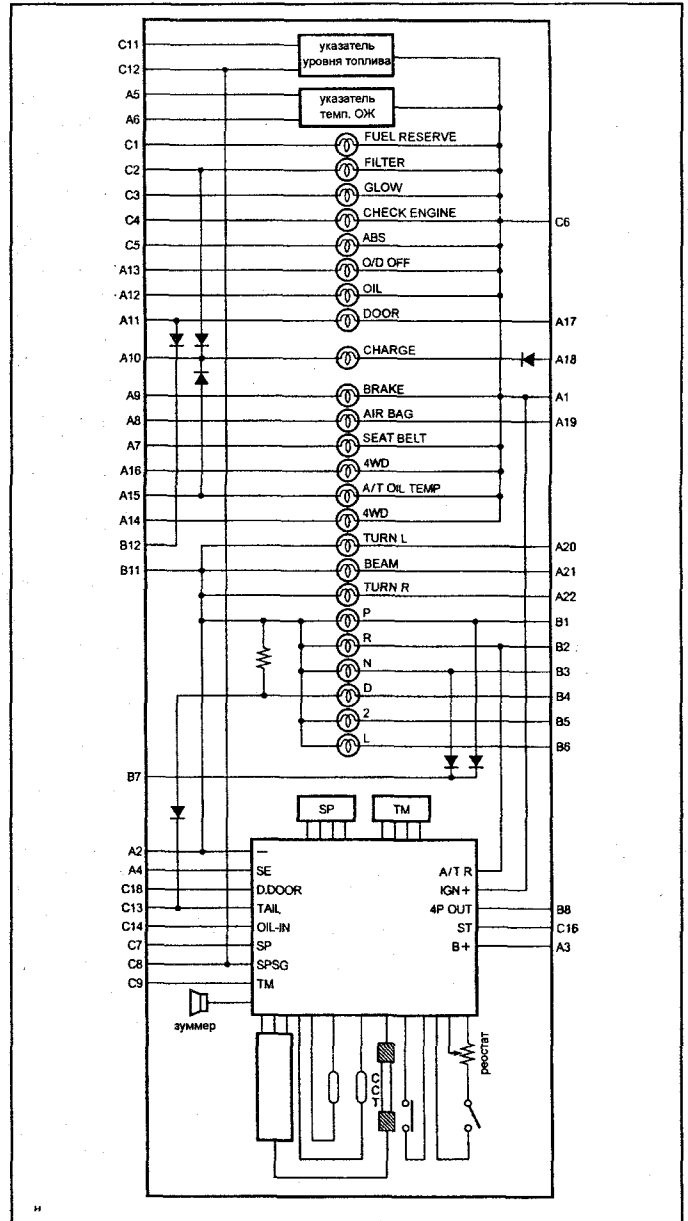 C11
указатель
уровня топлива
C12
A5
указатель
темп. ОЖ
A6
C1
FUEL RESERVE
C2
FILTER
C3
GLOW
C4
CHECK ENGINE
C6
C5
ABS
A13
O/D OFF
A12
OIL
A11
DOOR
A17
A10
CHARGE
A18
A9
BRAKE
A1
A8
AIR BAG
A19
A7
SEAT BELT
A16
4WD
A15
A/T OIL TEMP
A14
4WD
B12
TURN L
A20
B11
BEAM
A21
TURN R
A22
P
B1
R
B2
N
B3
D
B4
2
B5
L
B6
B7
SP
TM
A2
–
A4
SE
A/T R
C18
D.DOOR
IGN+
C13
TAIL
4P OUT
B8
C14
OIL-IN
ST
C16
C7
SP
B+
A3
C8
SPSG
C9
TM
зуммер
ССТ
реостат